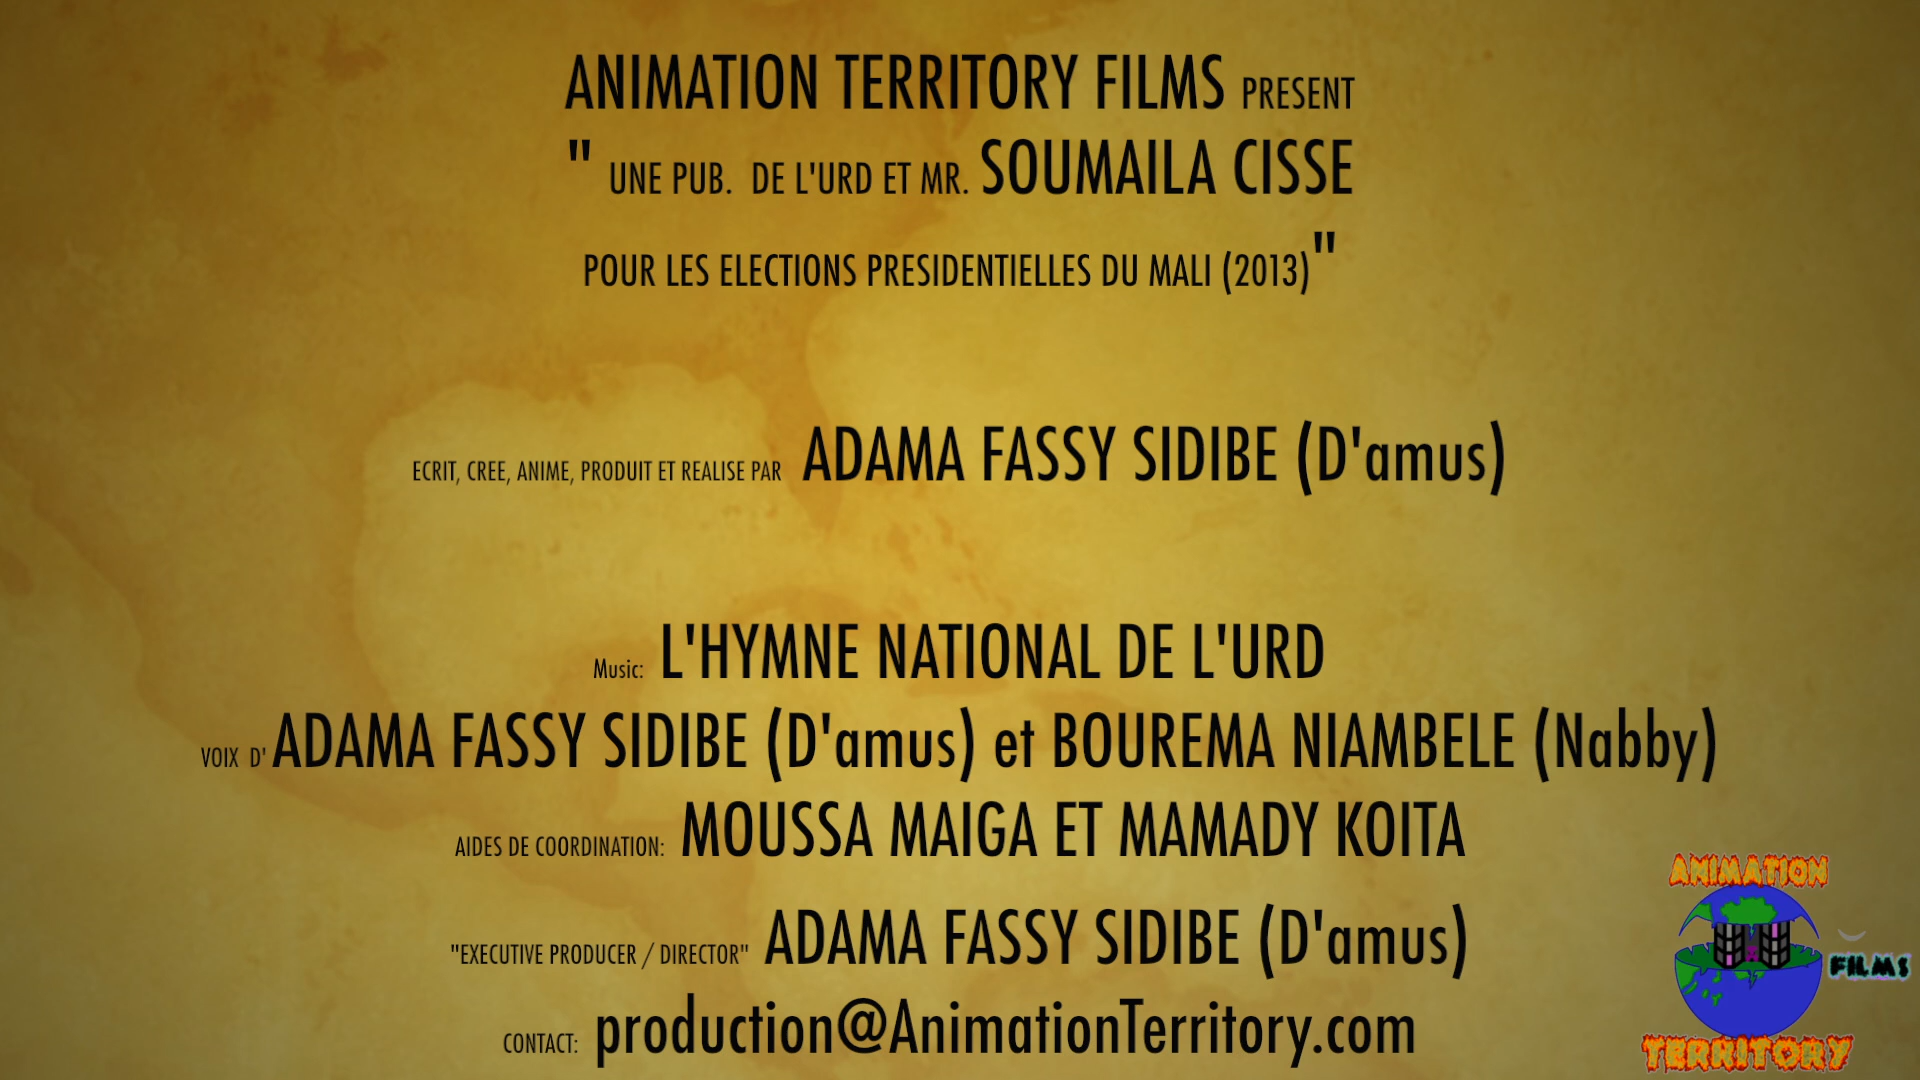 ANIMATION TERRITORY FILMS PRESENT
" UNE PUB. DE L'URD ET MR. SOUMAILA CISSE
POUR LES ELECTIONS PRESIDENTIELLES DU MALI (2013)"
ECRIT, CREE, ANIME, PRODUIT ET REALISE PAR ADAMA FASSY SIDIBE (D'amus)
Music: L'HYMNE NATIONAL DE L'URD
VOIX D' ADAMA FASSY SIDIBE (D'amus) et BOUREMA NIAMBELE (Nabby)
AIDES DE COORDINATION: MOUSSA MAIGA ET MAMADY KOITA
"EXECUTIVE PRODUCER / DIRECTOR" ADAMA FASSY SIDIBE (D'amus)
CONTACT: production@AnimationTerritory.com
ANIMATION
FILMS
TERRITORY